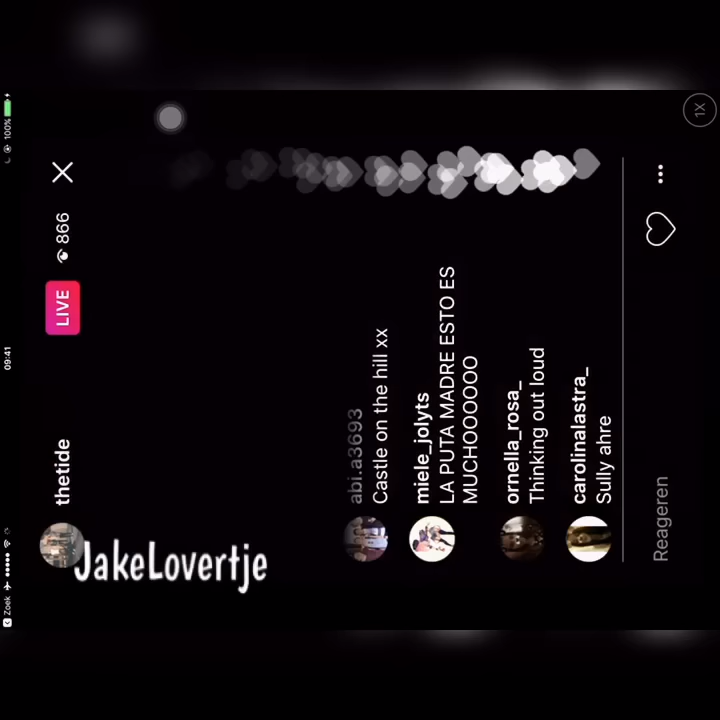 Zoek
09:41
100%
thetide
LIVE
866
abi.a3693
Castle on the hill xx
miele_jolyts
LA PUTA MADRE ESTO ES
MUCHOOOOOO
ornella_rosa_
Thinking out loud
carolinalastra_
Sully ahre
Reageren
JakeLovertje
1X